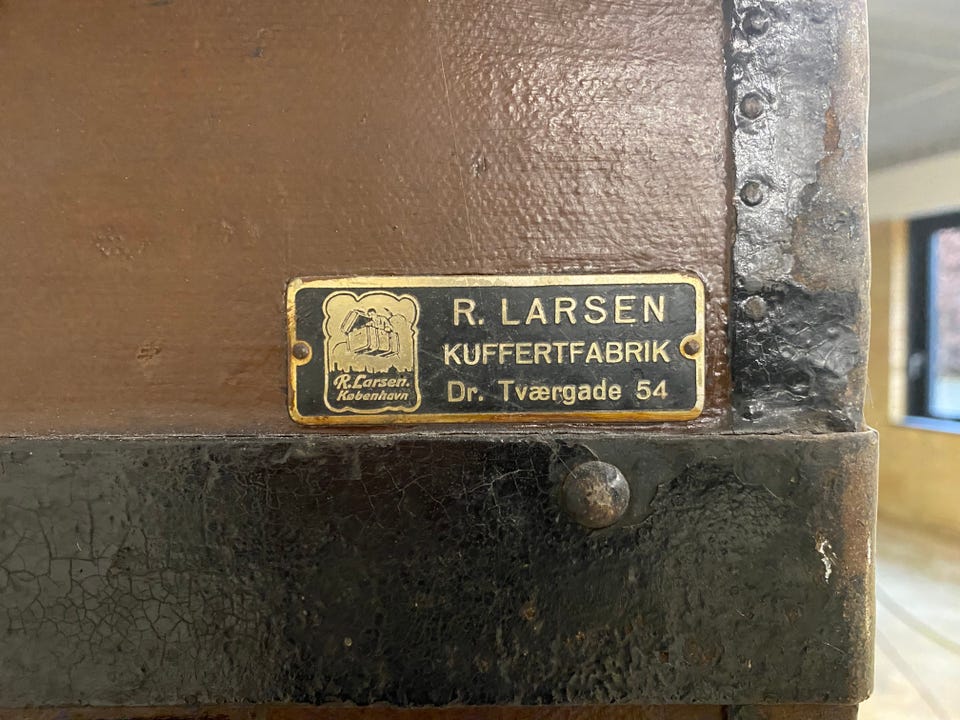 R. LARSEN
KUFFERTFABRIK
Dr. Tværgade 54
R. Larsen.
København